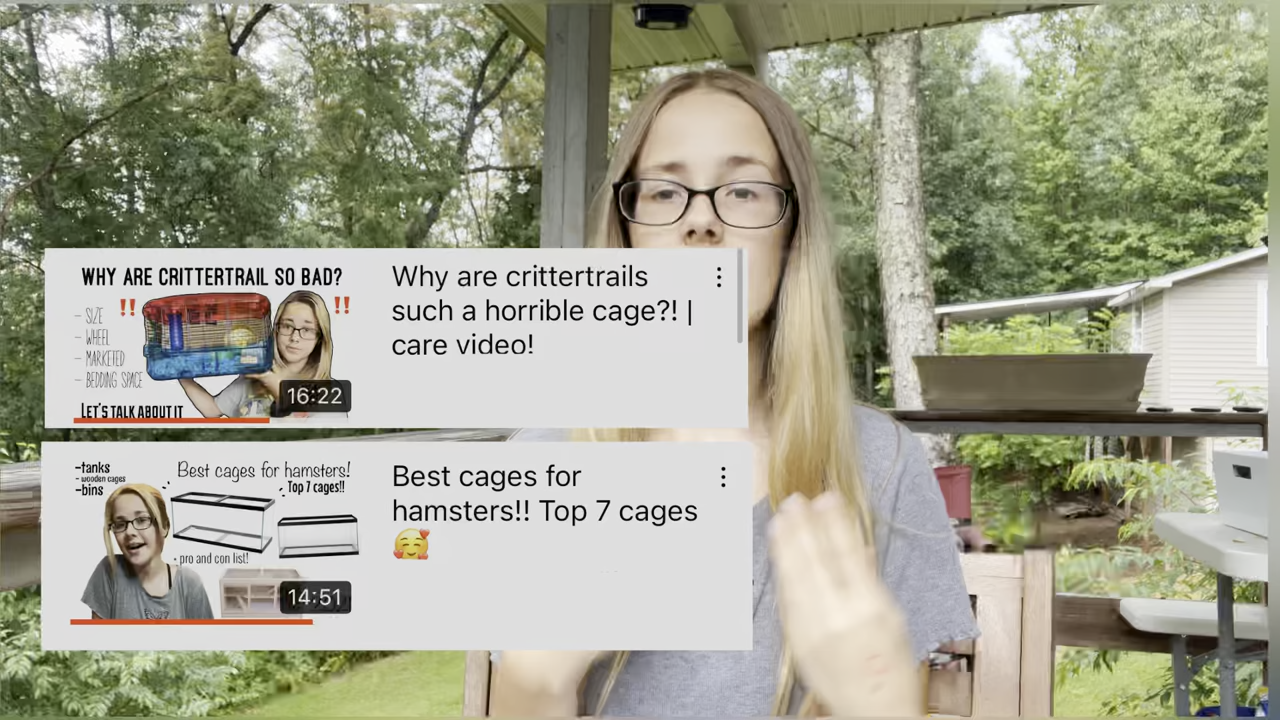 WHY ARE CRITTERTRAIL SO BAD?
- SIZE
- WHEEL
- MARKETED
- BEDDING SPACE
!!
!!
16:22
LET'S TALK ABOUT IT
Why are crittertrails
such a horrible cage?! |
care video!
-tanks
- wooden cages
-bins
Best cages for hamsters!
Top 7 cages!!
- pro and con list!
14:51
Best cages for
hamsters!! Top 7 cages
🥰